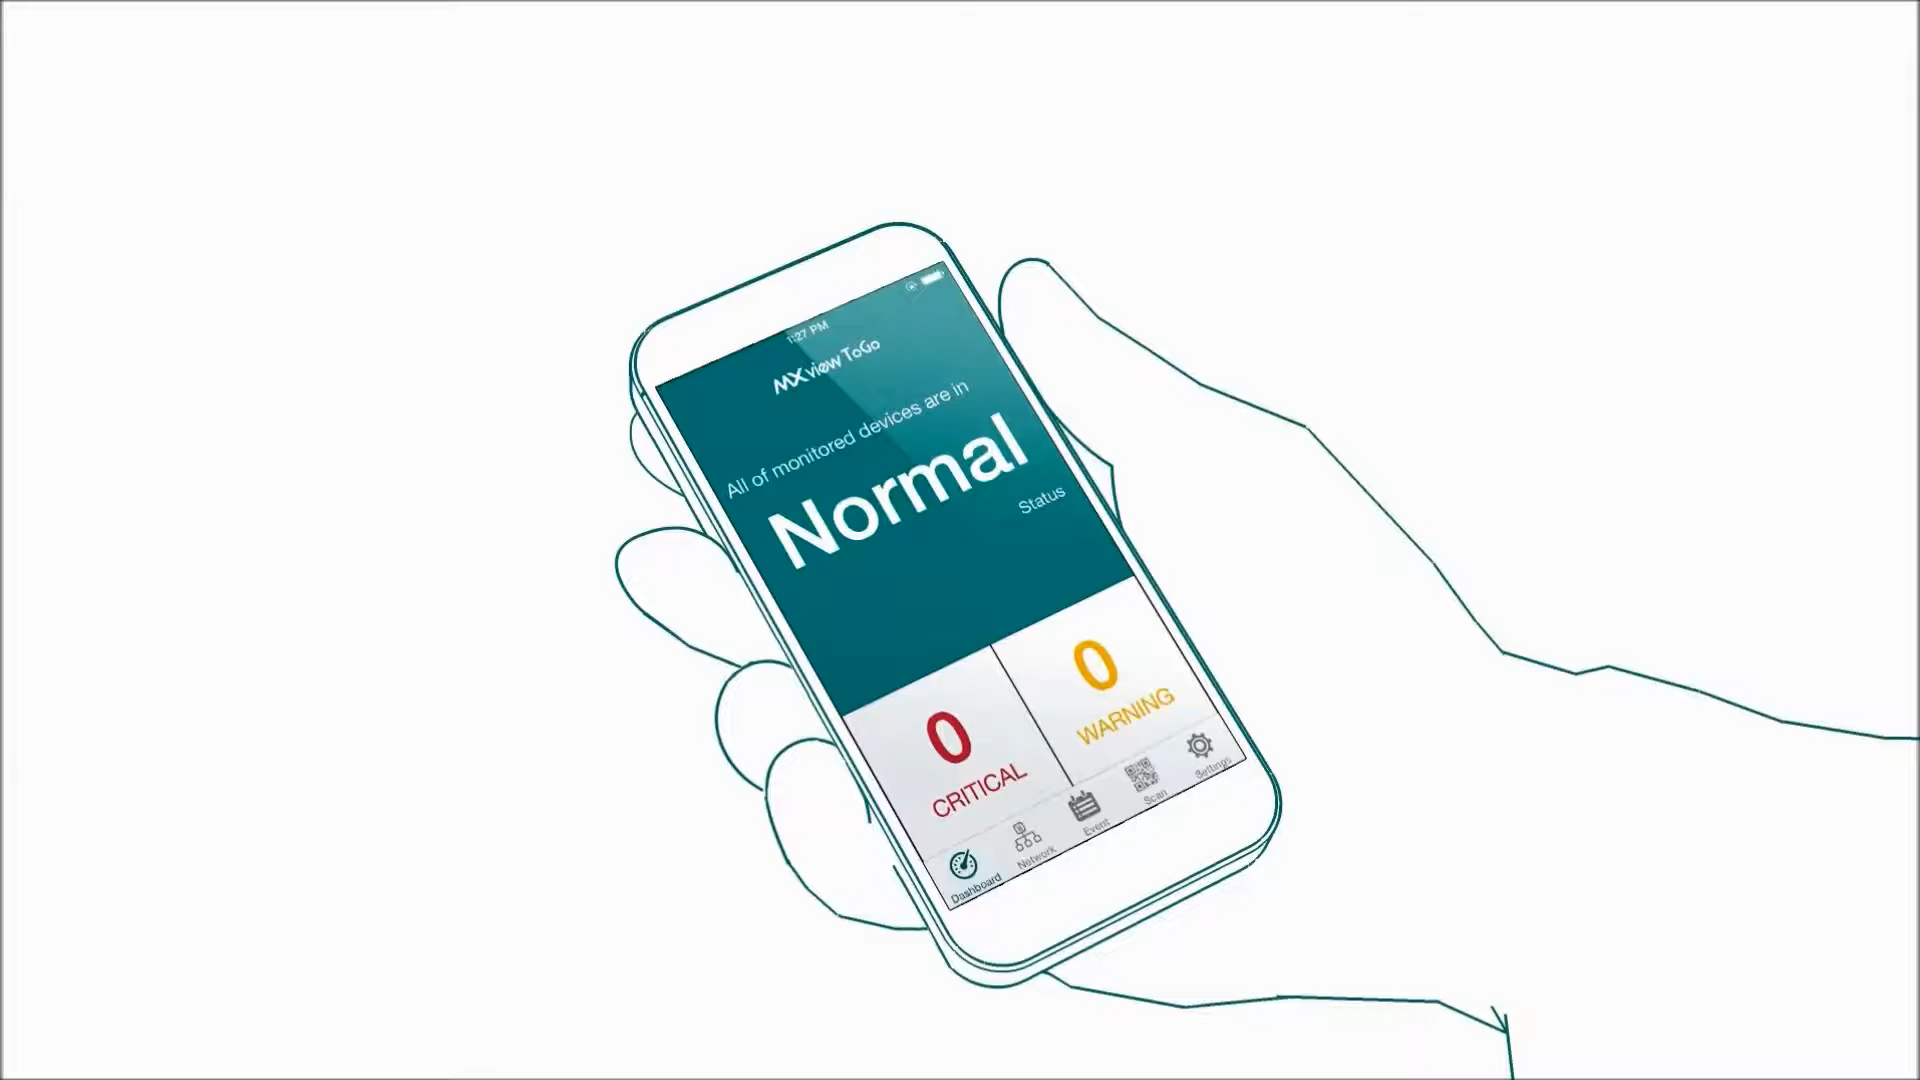 1:27 PM
MXview ToGo
All of monitored devices are in
Normal
Status
0
CRITICAL
0
WARNING
Dashboard
Network
Event
Scan
Settings